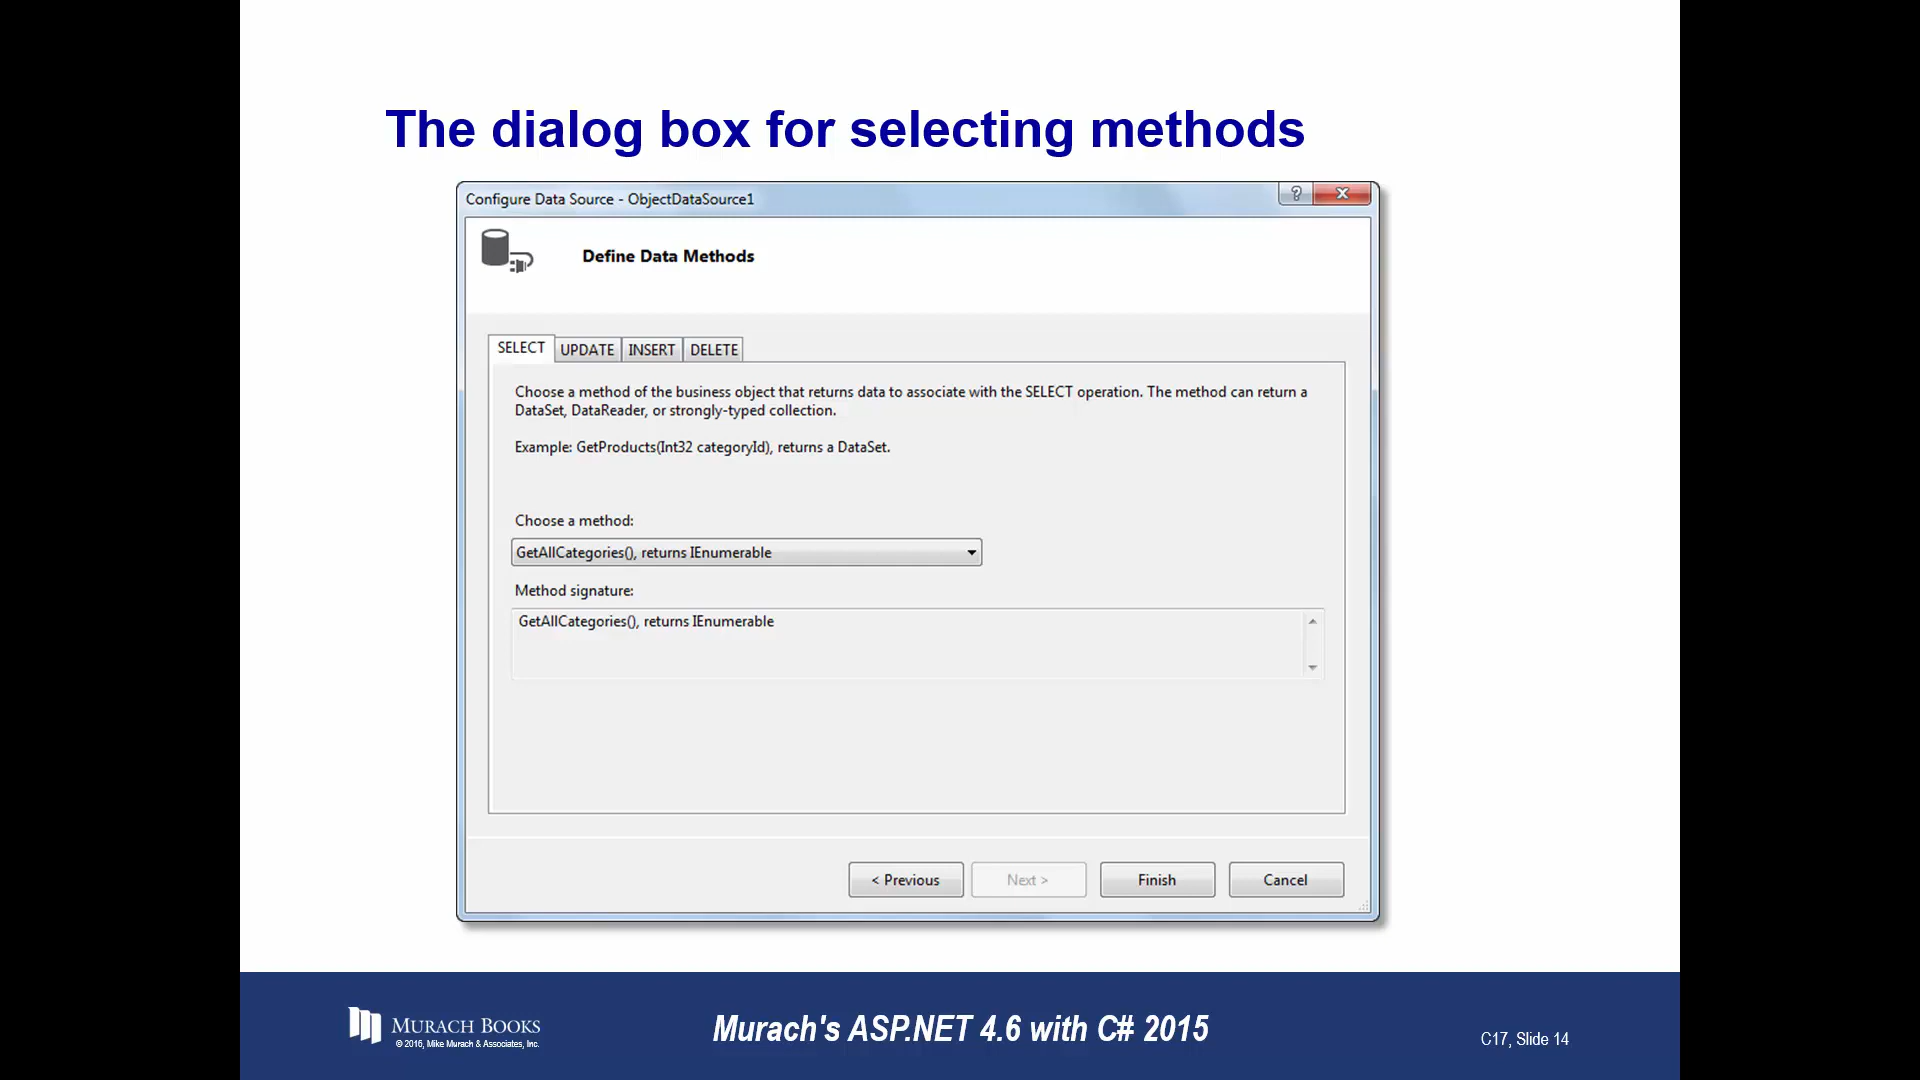 The dialog box for selecting methods
Configure Data Source - ObjectDataSource1
?
Define Data Methods
SELECT UPDATE INSERT DELETE
Choose a method of the business object that returns data to associate with the SELECT operation. The method can return a
DataSet, DataReader, or strongly-typed collection.
Example: GetProducts(Int32 categoryId), returns a DataSet.
Choose a method:
GetAllCategories(), returns IEnumerable
Method signature:
GetAllCategories(), returns IEnumerable
< Previous Next > Finish Cancel
MURACH BOOKS
© 2016, Mike Murach & Associates, Inc.
Murach's ASP.NET 4.6 with C# 2015
C17, Slide 14